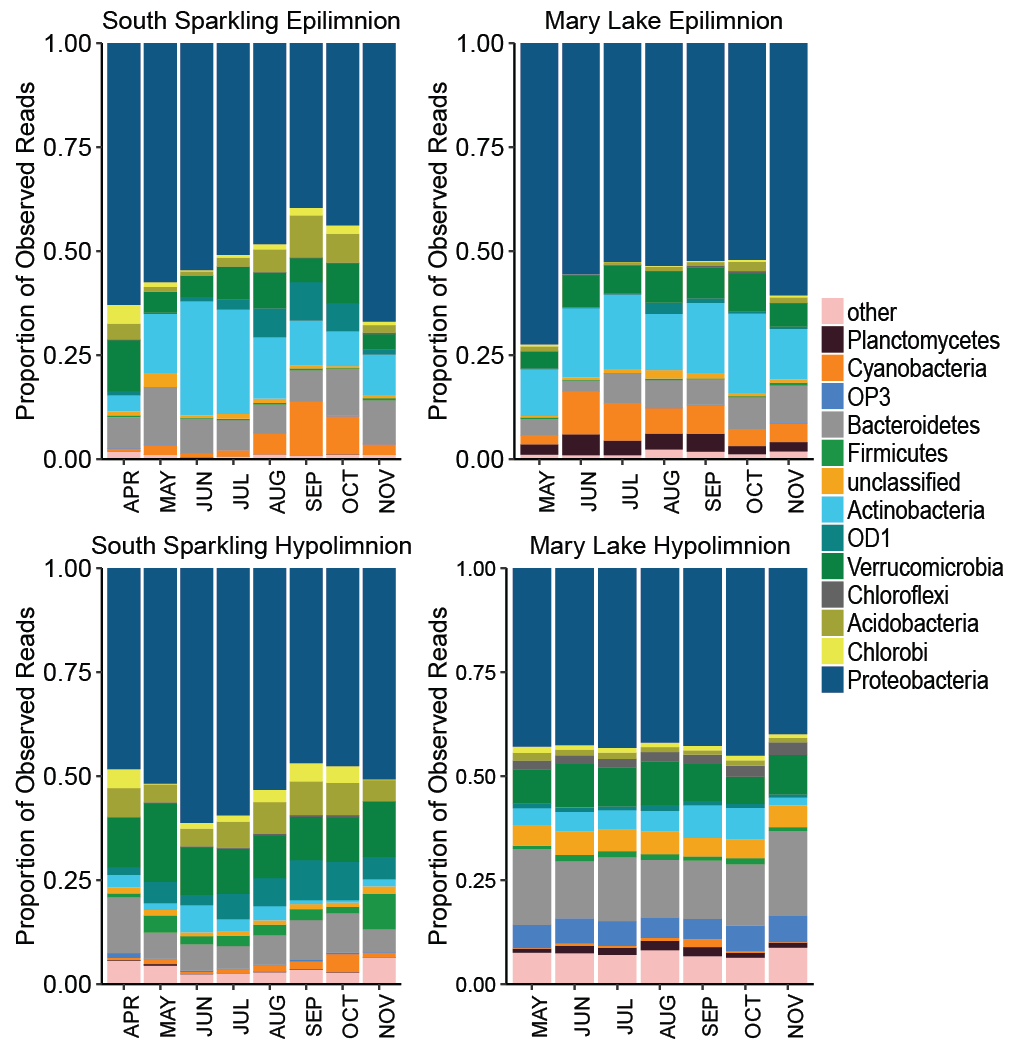 South Sparkling Epilimnion
Proportion of Observed Reads
1.00
0.75
0.50
0.25
0.00
APR
MAY
JUN
JUL
AUG
SEP
OCT
NOV
Mary Lake Epilimnion
Proportion of Observed Reads
1.00
0.75
0.50
0.25
0.00
MAY
JUN
JUL
AUG
SEP
OCT
NOV
other
Planctomycetes
Cyanobacteria
OP3
Bacteroidetes
Firmicutes
unclassified
Actinobacteria
OD1
Verrucomicrobia
Chloroflexi
Acidobacteria
Chlorobi
Proteobacteria
South Sparkling Hypolimnion
Proportion of Observed Reads
1.00
0.75
0.50
0.25
0.00
APR
MAY
JUN
JUL
AUG
SEP
OCT
NOV
Mary Lake Hypolimnion
Proportion of Observed Reads
1.00
0.75
0.50
0.25
0.00
MAY
JUN
JUL
AUG
SEP
OCT
NOV